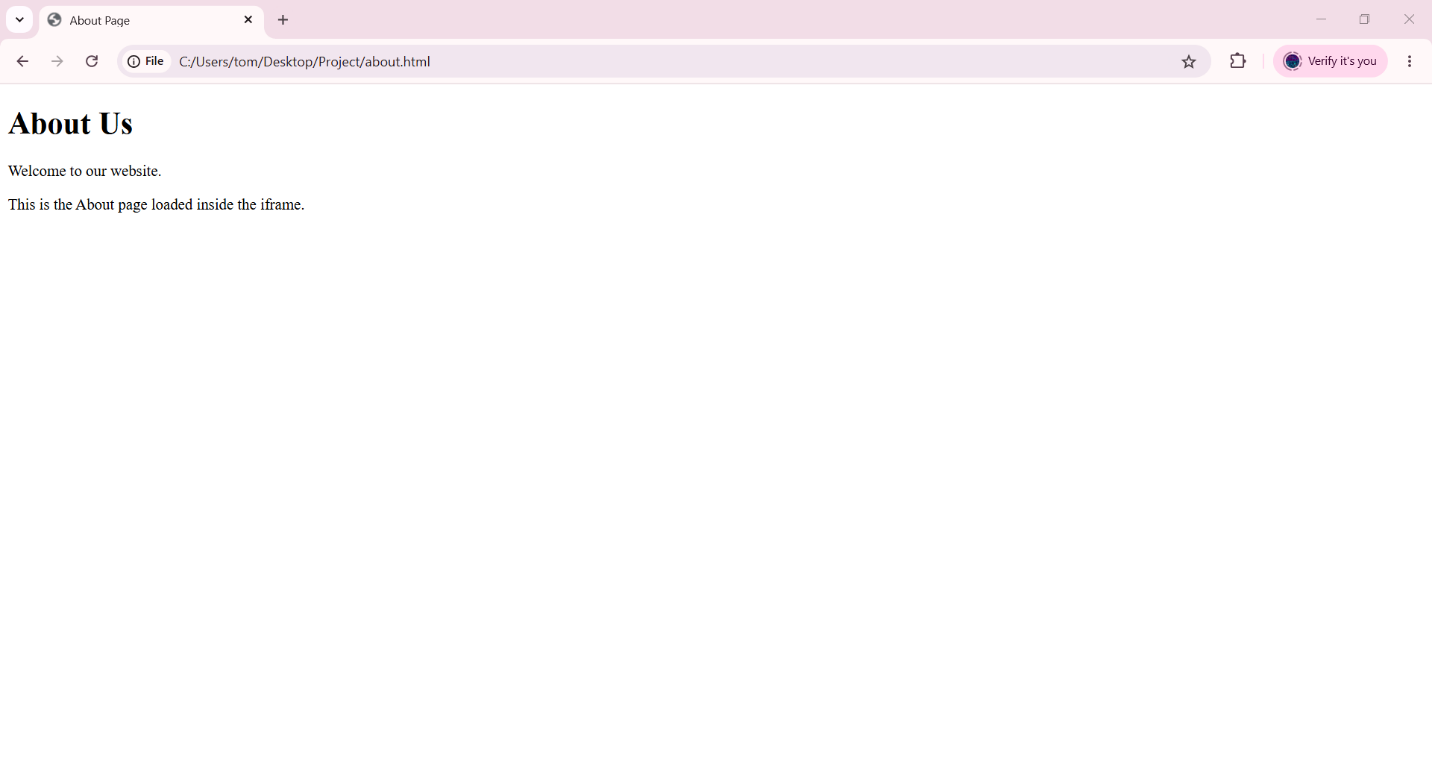 About Page
File C:/Users/tom/Desktop/Project/about.html Verify it's you
About Us
Welcome to our website.
This is the About page loaded inside the iframe.